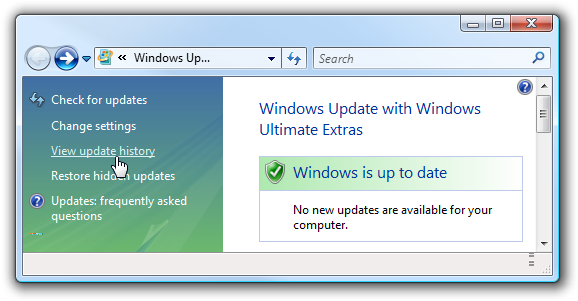 « Windows Up...
Search
Check for updates
Change settings
View update history
Restore hidden updates
Updates: frequently asked
questions
Windows Update with Windows
Ultimate Extras
Windows is up to date
No new updates are available for your
computer.